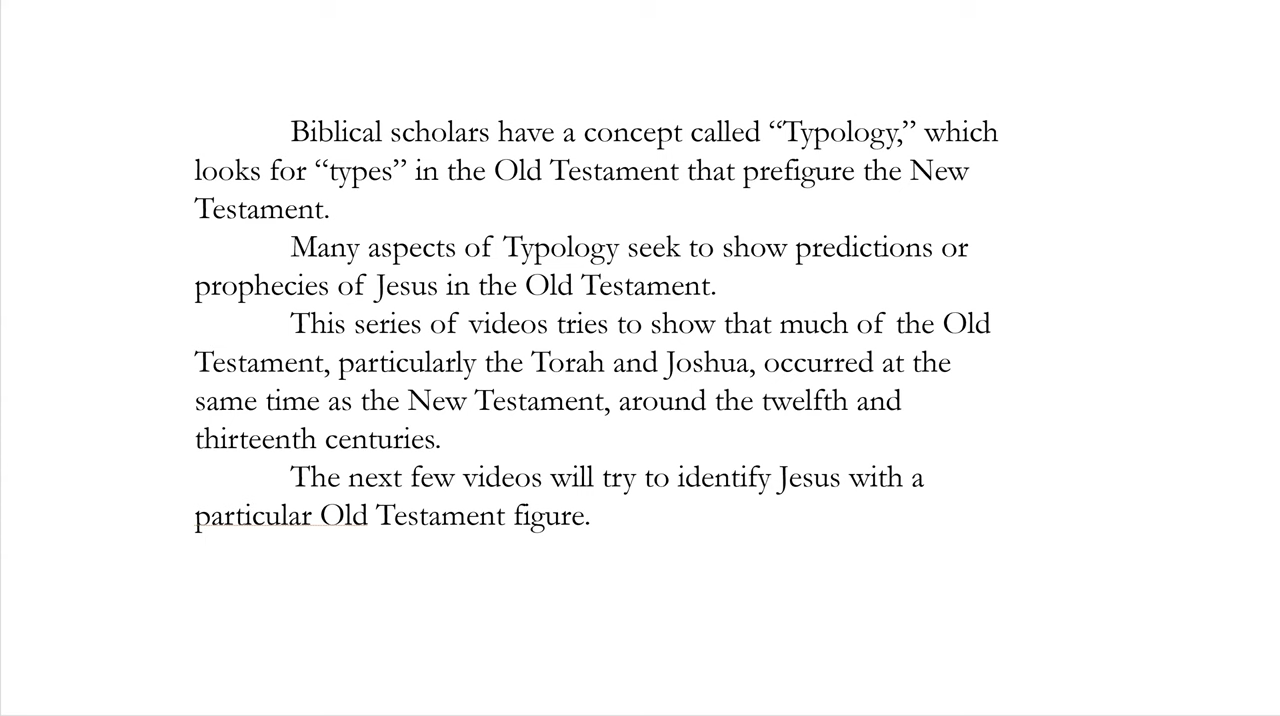 Biblical scholars have a concept called “Typology,” which
looks for “types” in the Old Testament that prefigure the New
Testament.
Many aspects of Typology seek to show predictions or
prophecies of Jesus in the Old Testament.
This series of videos tries to show that much of the Old
Testament, particularly the Torah and Joshua, occurred at the
same time as the New Testament, around the twelfth and
thirteenth centuries.
The next few videos will try to identify Jesus with a
particular Old Testament figure.